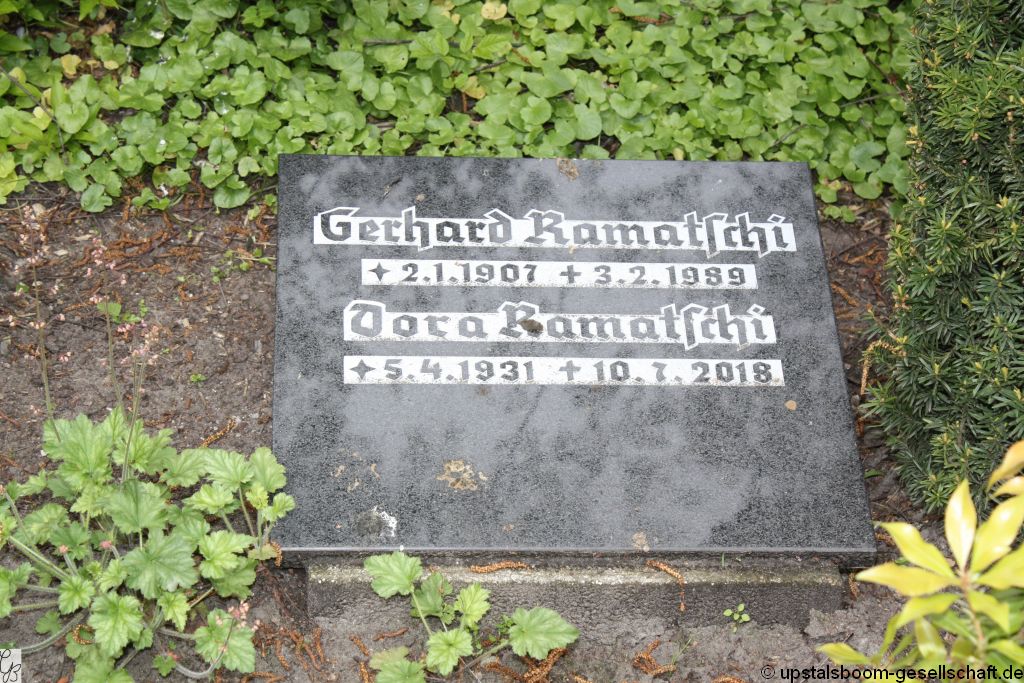 Gerhard Ramatschi
✦ 2.1.1907 + 3.2.1989
Dora Ramatschi
✦ 5.4.1931 + 10.7.2018
© upstalsboom-gesellschaft.de